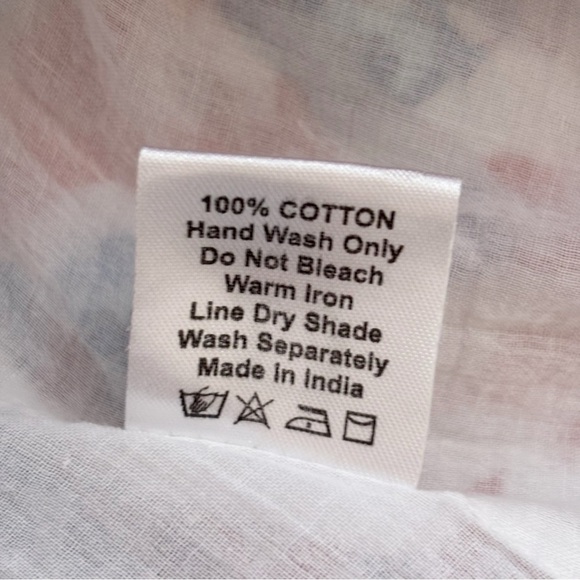 100% COTTON
Hand Wash Only
Do Not Bleach
Warm Iron
Line Dry Shade
Wash Separately
Made In India